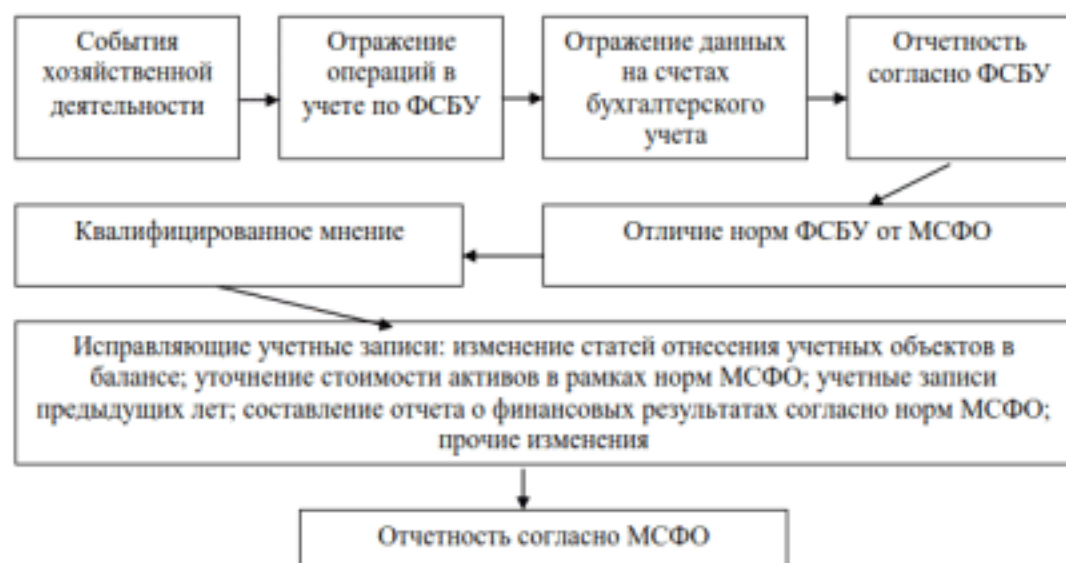 События
хозяйственной
деятельности
Отражение
операций в
учете по ФСБУ
Отражение данных
на счетах
бухгалтерского
учета
Отчетность
согласно ФСБУ
Отличие норм ФСБУ от МСФО
Квалифицированное мнение
Исправляющие учетные записи: изменение статей отнесения учетных объектов в
балансе; уточнение стоимости активов в рамках норм МСФО; учетные записи
предыдущих лет; составление отчета о финансовых результатах согласно норм МСФО;
прочие изменения
Отчетность согласно МСФО